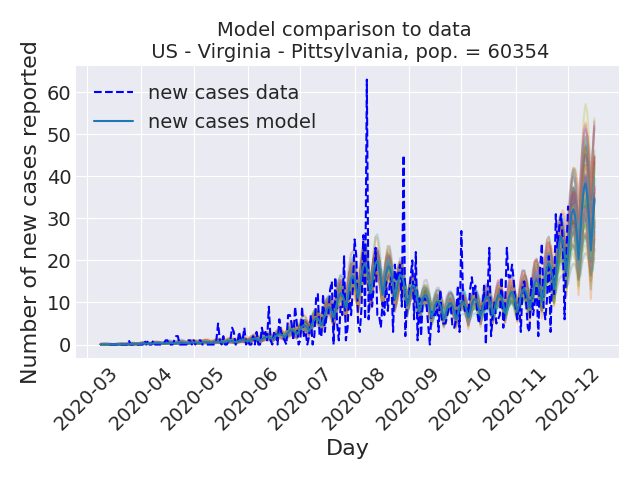 Model comparison to data
US - Virginia - Pittsylvania, pop. = 60354
Number of new cases reported
60
50
40
30
20
10
0
new cases data
new cases model
2020-03
2020-04
2020-05
2020-06
2020-07
2020-08
2020-09
2020-10
2020-11
2020-12
Day